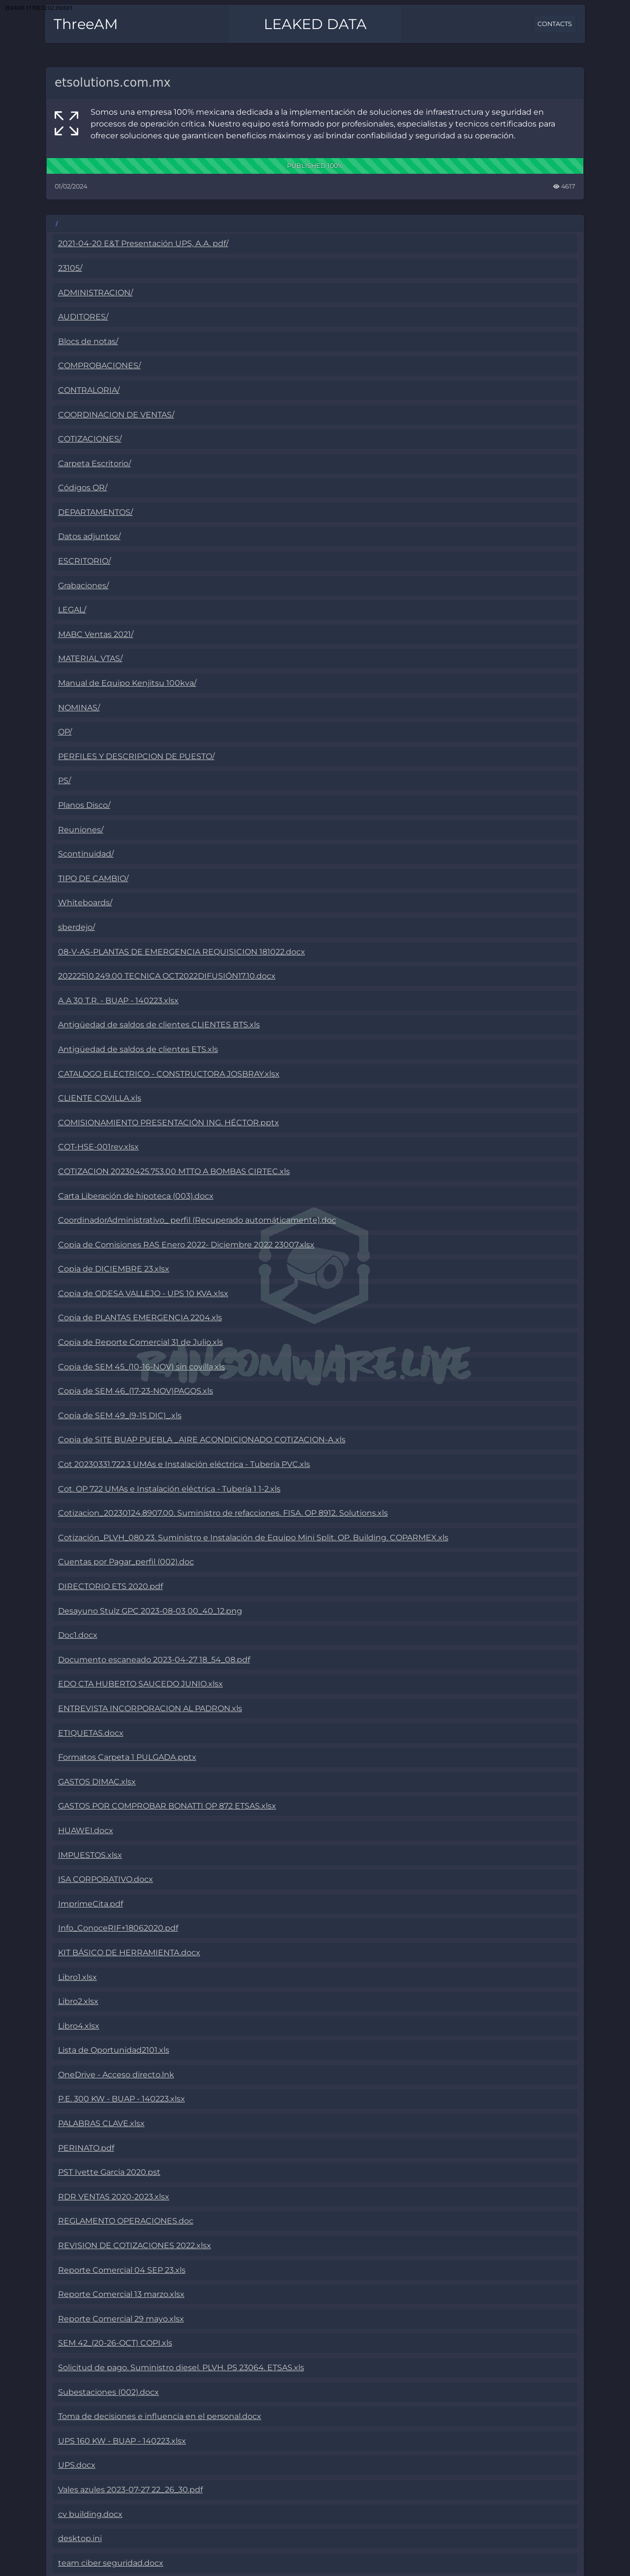 ThreeAM
LEAKED DATA
CONTACTS
etsolutions.com.mx
Somos una empresa 100% mexicana dedicada a la implementación de soluciones de infraestructura y seguridad en
procesos de operación crítica. Nuestro equipo está formado por profesionales, especialistas y tecnicos certificados para
ofrecer soluciones que garanticen beneficios máximos y así brindar confiabilidad y seguridad a su operación.
PUBLISHED 100%
01/02/2024
4617
/
2021-04-20 E&T Presentación UPS, A.A. pdf/
23105/
ADMINISTRACION/
AUDITORES/
Blocs de notas/
COMPROBACIONES/
CONTRALORIA/
COORDINACION DE VENTAS/
COTIZACIONES/
Carpeta Escritorio/
Códigos QR/
DEPARTAMENTOS/
Datos adjuntos/
ESCRITORIO/
Grabaciones/
LEGAL/
MABC Ventas 2021/
MATERIAL VTAS/
Manual de Equipo Kenjitsu 100kva/
NOMINAS/
OP/
PERFILES Y DESCRIPCION DE PUESTO/
PS/
Planos Disco/
Reuniones/
Scontinuidad/
TIPO DE CAMBIO/
Whiteboards/
sberdejo/
08-V-AS-PLANTAS DE EMERGENCIA REQUISICION 181022.docx
20222510.249.00 TECNICA OCT2022DIFUSIÓN17.10.docx
A.A 30 T.R. - BUAP - 140223.xlsx
Antigüedad de saldos de clientes CLIENTES BTS.xls
Antigüedad de saldos de clientes ETS.xls
CATALOGO ELECTRICO - CONSTRUCTORA JOSBRAY.xlsx
CLIENTE COVILLA.xls
COMISIONAMIENTO PRESENTACIÓN ING. HÉCTOR.pptx
COT-HSE-001rev.xlsx
COTIZACION 20230425.753.00 MTTO A BOMBAS CIRTEC.xls
Carta Liberación de hipoteca (003).docx
CoordinadorAdministrativo_ perfil (Recuperado automáticamente).doc
Copia de Comisiones RAS Enero 2022- Diciembre 2022 23007.xlsx
Copia de DICIEMBRE 23.xlsx
Copia de ODESA VALLEJO - UPS 10 KVA.xlsx
Copia de PLANTAS EMERGENCIA 2204.xls
Copia de Reporte Comercial 31 de Julio.xls
RANSOMWARE.LIVE
Copia de SEM 45_(10-16-NOV) sin covilla.xls
Copia de SEM 46_(17-23-NOV)PAGOS.xls
Copia de SEM 49_(9-15 DIC)_.xls
Copia de SITE BUAP PUEBLA _AIRE ACONDICIONADO COTIZACION-A.xls
Cot 20230331.722.3 UMAs e Instalación eléctrica - Tubería PVC.xls
Cot. OP 722 UMAs e Instalación eléctrica - Tuberia 1 1-2.xls
Cotizacion_20230124.8907.00. Suministro de refacciones. FISA. OP 8912. Solutions.xls
Cotización_PLVH_080.23. Suministro e Instalación de Equipo Mini Split. OP. Building. COPARMEX.xls
Cuentas por Pagar_perfil (002).doc
DIRECTORIO ETS 2020.pdf
Desayuno Stulz GPC 2023-08-03 00_40_12.png
Doc1.docx
Documento escaneado 2023-04-27 18_54_08.pdf
EDO CTA HUBERTO SAUCEDO JUNIO.xlsx
ENTREVISTA INCORPORACION AL PADRON.xls
ETIQUETAS.docx
Formatos Carpeta 1 PULGADA.pptx
GASTOS DIMAC.xlsx
GASTOS POR COMPROBAR BONATTI OP 872 ETSAS.xlsx
HUAWEI.docx
IMPUESTOS.xlsx
ISA CORPORATIVO.docx
ImprimeCita.pdf
Info_ConoceRIF+18062020.pdf
KIT BÁSICO DE HERRAMIENTA.docx
Libro1.xlsx
Libro2.xlsx
Libro4.xlsx
Lista de Oportunidad2101.xls
OneDrive - Acceso directo.lnk
P.E. 300 KW - BUAP - 140223.xlsx
PALABRAS CLAVE.xlsx
PERINATO.pdf
PST Ivette Garcia 2020.pst
RDR VENTAS 2020-2023.xlsx
REGLAMENTO OPERACIONES.doc
REVISION DE COTIZACIONES 2022.xlsx
Reporte Comercial 04 SEP 23.xls
Reporte Comercial 13 marzo.xlsx
Reporte Comercial 29 mayo.xlsx
SEM 42_(20-26-OCT) COPI.xls
Solicitud de pago. Suministro diesel. PLVH. PS 23064. ETSAS.xls
Subestaciones (002).docx
Toma de decisiones e influencia en el personal.docx
UPS 160 KW - BUAP - 140223.xlsx
UPS.docx
Vales azules 2023-07-27 22_26_30.pdf
cv building.docx
desktop.ini
team ciber seguridad.docx